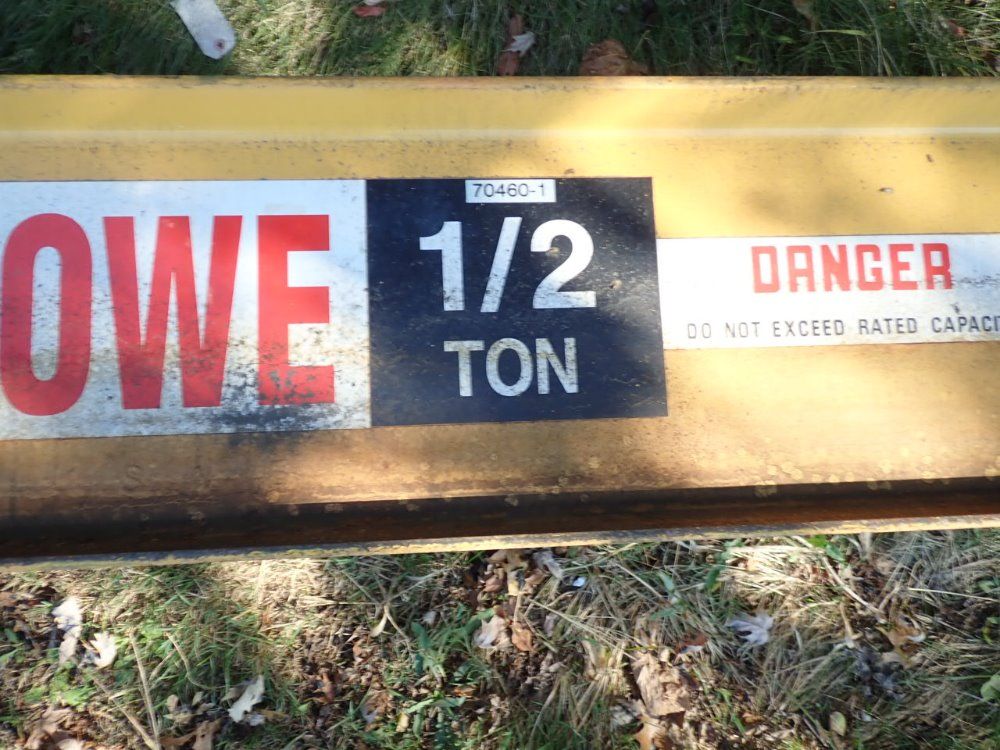 OWE
70460-1
1/2
TON
DANGER
DO NOT EXCEED RATED CAPACI